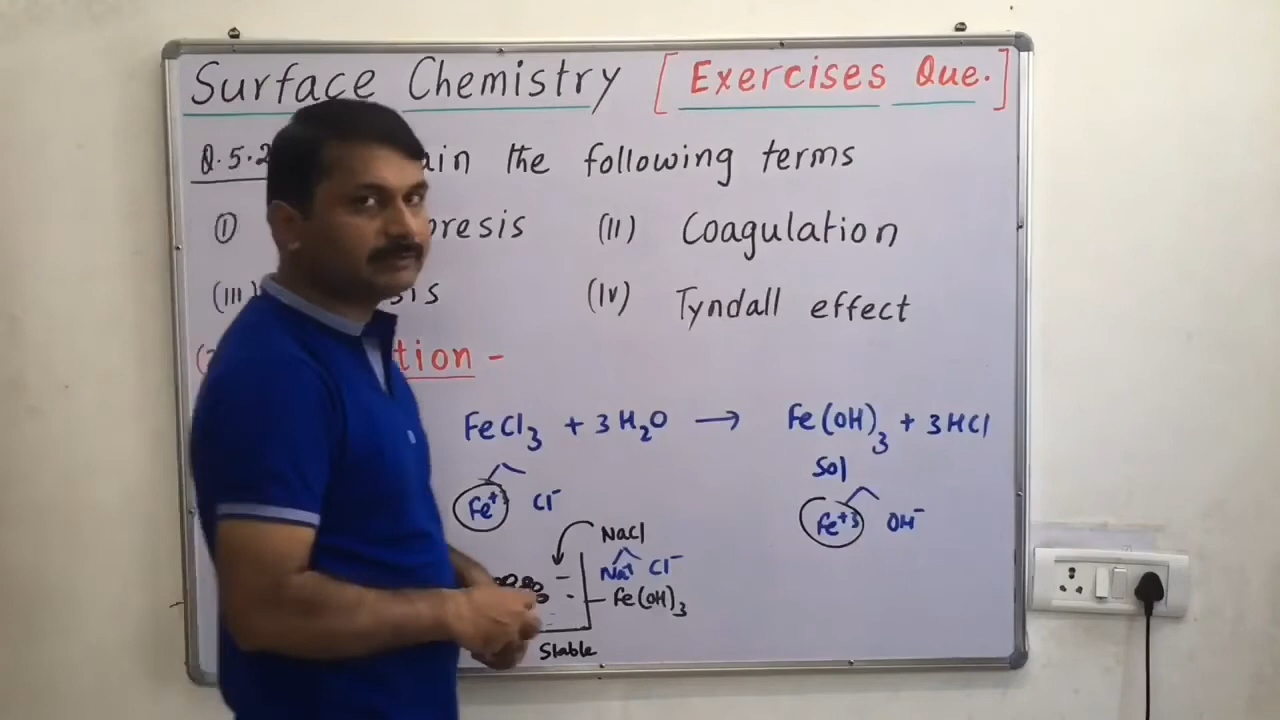 Surface Chemistry [Exercises Que.]
Q.5.2 ain the following terms
① oresis (II) Coagulation
(III) sis (IV) Tyndall effect
tion -
FeCl3 + 3H2O → Fe(OH)3 + 3HCl
Sol
Fe+ Cl- Fe+3 OH-
NaCl
Na+ Cl-
Fe(OH)3
Stable